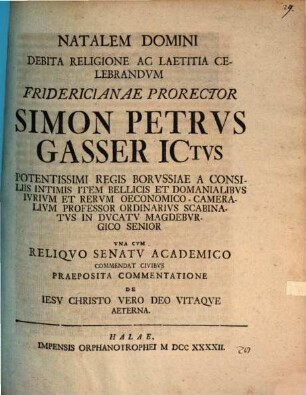 29.
NATALEM DOMINI
DEBITA RELIGIONE AC LAETITIA CE-
LEBRANDVM
FRIDERICIANAE PRORECTOR
SIMON PETRVS
GASSER ICTVS
POTENTISSIMI REGIS BORVSSIAE A CONSI-
LIIS INTIMIS ITEM BELLICIS ET DOMANIALIBVS
IVRIVM ET RERVM OECONOMICO-CAMERA-
LIVM PROFESSOR ORDINARIVS SCABINA-
TVS IN DVCATV MAGDEBVR-
GICO SENIOR
VNA CVM
RELIQVO SENATV ACADEMICO
COMMENDAT CIVIBVS
PRAEPOSITA COMMENTATIONE
DE
IESV CHRISTO VERO DEO VITAQVE
AETERNA.
HALAE,
IMPENSIS ORPHANOTROPHEI M DCC XXXXII.